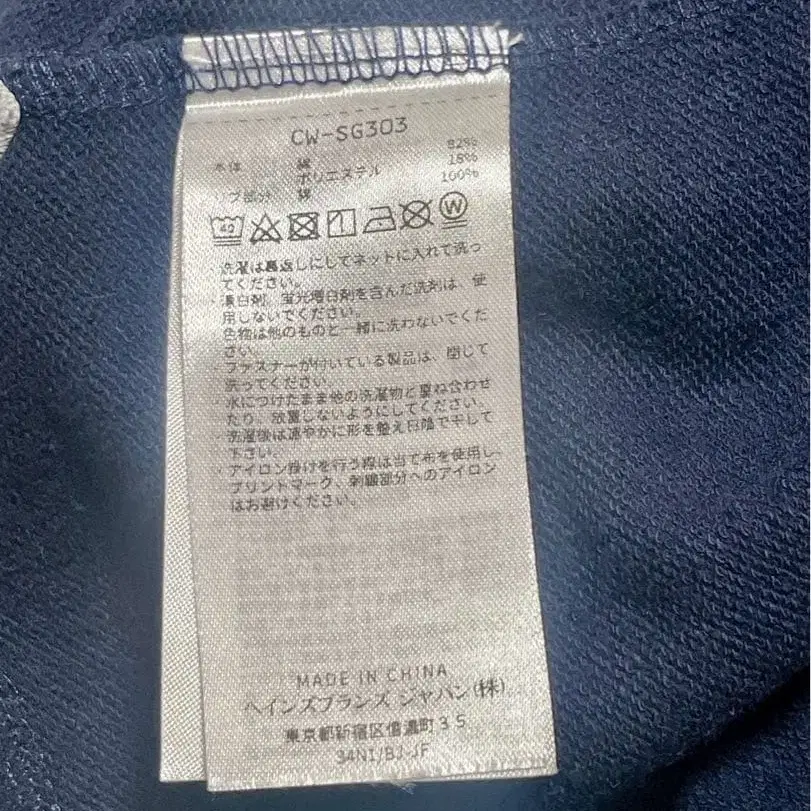 CW-SG303
本体 綿 82%
ポリエステル 18%
リブ部分 綿 100%
40 W
・洗濯は裏返しにしてネットに入れて洗っ
てください。
・漂白剤、蛍光増白剤を含んだ洗剤は、使
用しないでください。
色物は他のものと一緒に洗わないでくだ
さい。
・ファスナーが付いている製品は、閉じて
洗ってください。
・水につけたまま他の洗濯物と重ね合わせ
たり、放置しないようにしてください。
・洗濯後は速やかに形を整え日陰で干して
下さい。
・アイロン掛けを行う際は当て布を使用し、
プリントマーク、刺繍部分へのアイロン
はお避けください。
MADE IN CHINA
ヘインズブランズ ジャパン(株)
東京都新宿区信濃町35
34N1/BJ-JF